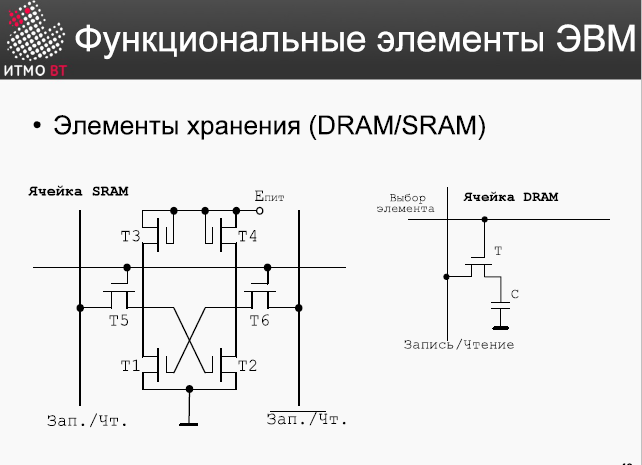 Функциональные элементы ЭВМ
ИТМО ВТ
• Элементы хранения (DRAM/SRAM)
Ячейка SRAM
Eпит
T3
T4
T5
T6
T1
T2
Зап./Чт.
Зап./Чт.
Выбор
элемента
Ячейка DRAM
T
C
Запись/Чтение